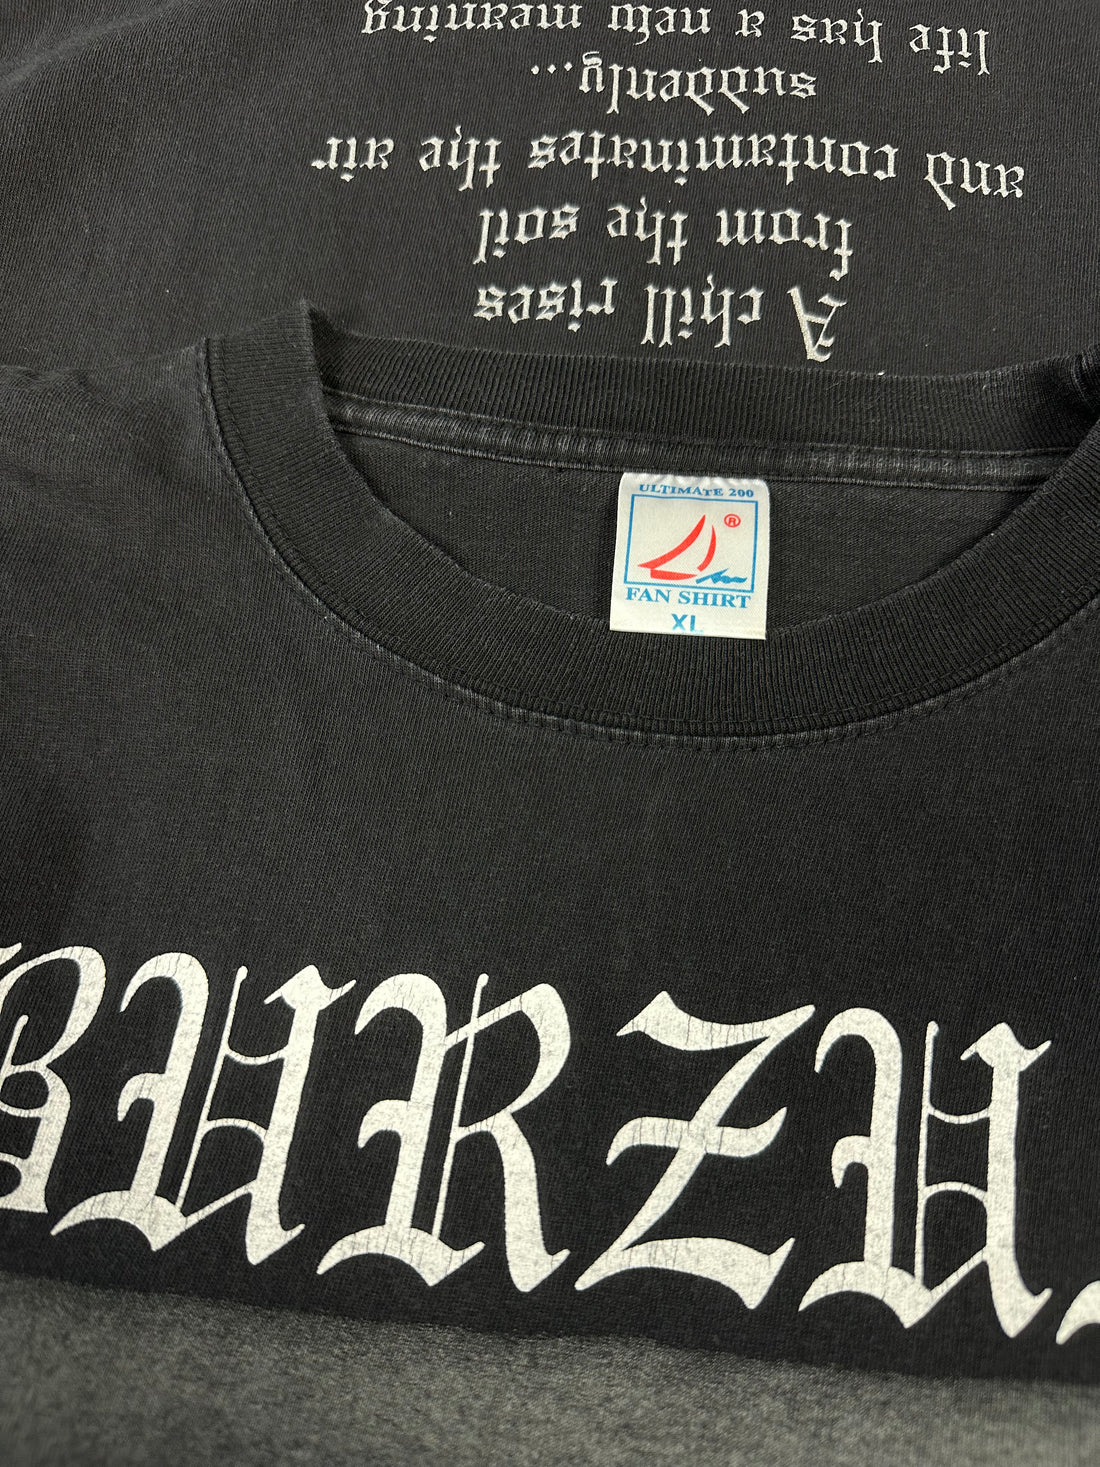 A chill rises
from the soil
and contaminates the air
suddenly...
life has a new meaning
ULTIMATE 200
®
FAN SHIRT
XL
BURZU